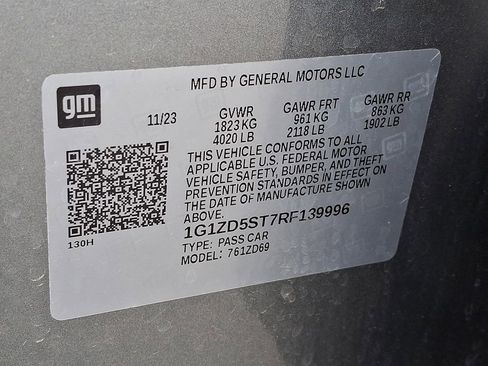 MFD BY GENERAL MOTORS LLC
gm
11/23 GVWR GAWR FRT GAWR RR
1823 KG 961 KG 863 KG
4020 LB 2118 LB 1902 LB
THIS VEHICLE CONFORMS TO ALL
APPLICABLE U.S. FEDERAL MOTOR
VEHICLE SAFETY, BUMPER, AND THEFT
PREVENTION STANDARDS IN EFFECT ON
THE DATE OF MANUFACTURE SHOWN
ABOVE.
130H
1G1ZD5ST7RF139996
TYPE: PASS CAR
MODEL: 761ZD69